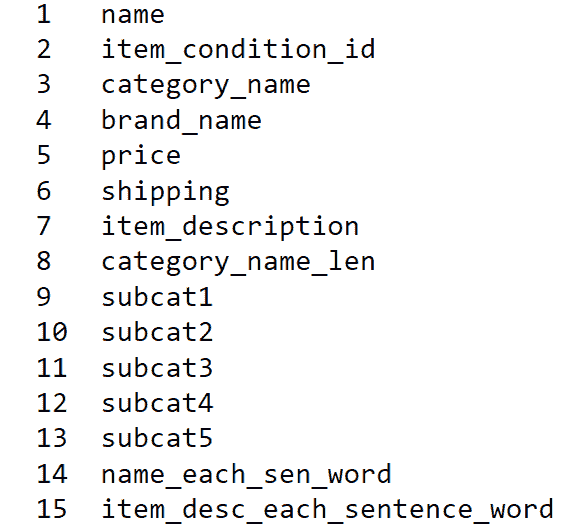 1 name
2 item_condition_id
3 category_name
4 brand_name
5 price
6 shipping
7 item_description
8 category_name_len
9 subcat1
10 subcat2
11 subcat3
12 subcat4
13 subcat5
14 name_each_sen_word
15 item_desc_each_sentence_word